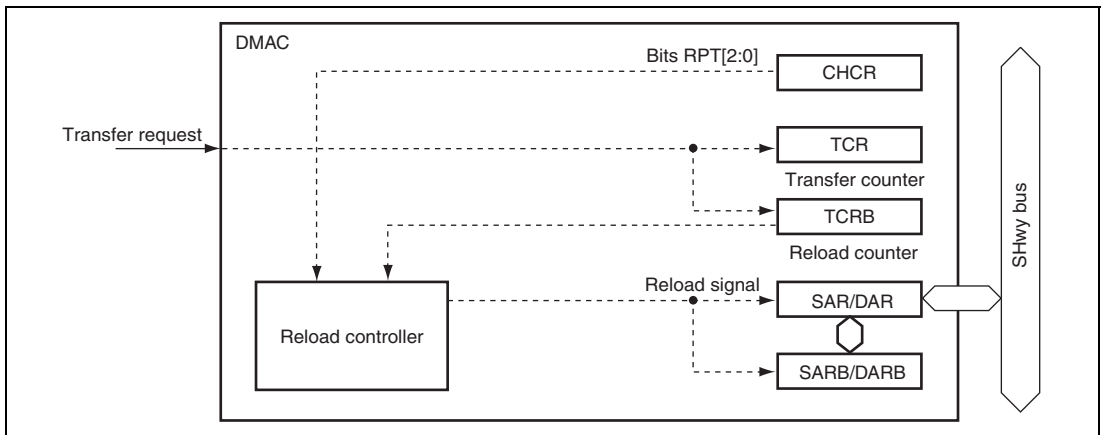 DMAC
Bits RPT[2:0]
CHCR
Transfer request
TCR
Transfer counter
TCRB
Reload counter
Reload signal
SAR/DAR
Reload controller
SARB/DARB
SHwy bus